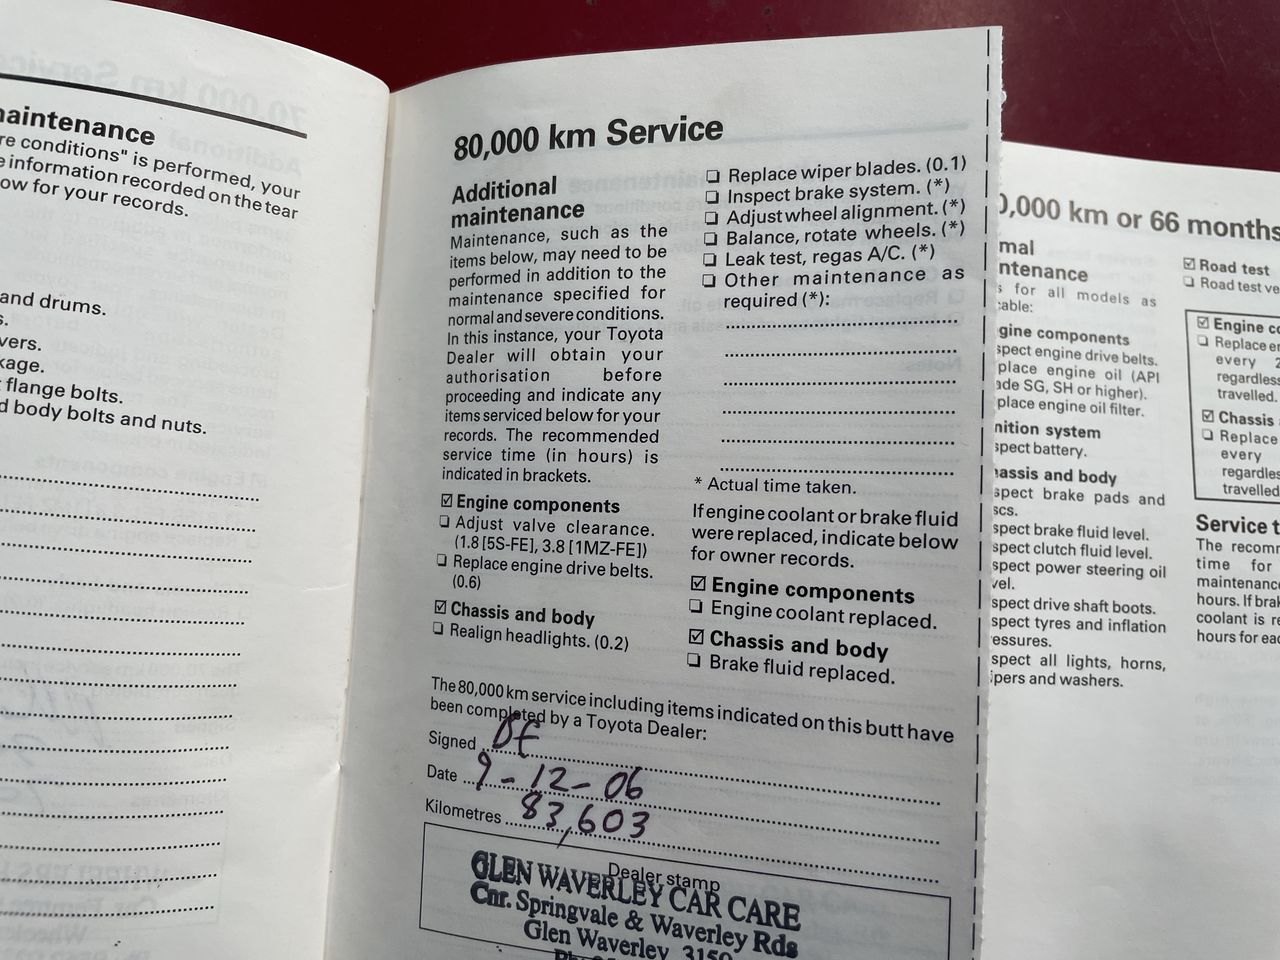 maintenance
re conditions" is performed, your
e information recorded on the tear
ow for your records.
and drums.
s.
vers.
kage.
t flange bolts.
d body bolts and nuts.
80,000 km Service
Additional
maintenance
Maintenance, such as the
items below, may need to be
performed in addition to the
maintenance specified for
normal and severe conditions.
In this instance, your Toyota
Dealer will obtain your
authorisation before
proceeding and indicate any
items serviced below for your
records. The recommended
service time (in hours) is
indicated in brackets.
☑ Engine components
❏ Adjust valve clearance.
(1.8 [5S-FE], 3.8 [1MZ-FE])
❏ Replace engine drive belts.
(0.6)
☑ Chassis and body
❏ Realign headlights. (0.2)
❏ Replace wiper blades. (0.1)
❏ Inspect brake system. (*)
❏ Adjust wheel alignment. (*)
❏ Balance, rotate wheels. (*)
❏ Leak test, regas A/C. (*)
❏ Other maintenance as
required (*):
* Actual time taken.
If engine coolant or brake fluid
were replaced, indicate below
for owner records.
☑ Engine components
❏ Engine coolant replaced.
☑ Chassis and body
❏ Brake fluid replaced.
The 80,000 km service including items indicated on this butt have
been completed by a Toyota Dealer:
Signed BF
Date 9-12-06
Kilometres 83,603
Dealer stamp
GLEN WAVERLEY CAR CARE
Cnr. Springvale & Waverley Rds
Glen Waverley 3150
0,000 km or 66 months
mal
ntenance
s for all models as
cable:
gine components
spect engine drive belts.
place engine oil (API
ade SG, SH or higher).
place engine oil filter.
nition system
spect battery.
assis and body
spect brake pads and
scs.
spect brake fluid level.
spect clutch fluid level.
spect power steering oil
vel.
spect drive shaft boots.
spect tyres and inflation
essures.
spect all lights, horns,
ipers and washers.
☑ Road test
❏ Road test ve
☑ Engine co
❏ Replace en
every 2
regardless
travelled.
☑ Chassis a
❏ Replace
every
regardles
travelled
Service t
The recom
time for
maintenance
hours. If brak
coolant is re
hours for eac